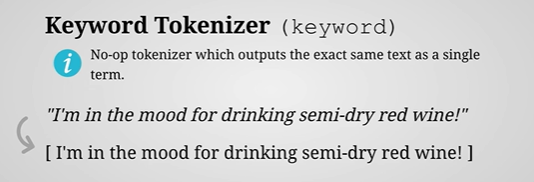 Keyword Tokenizer (keyword)
i No-op tokenizer which outputs the exact same text as a single
term.
"I'm in the mood for drinking semi-dry red wine!"
[ I'm in the mood for drinking semi-dry red wine! ]